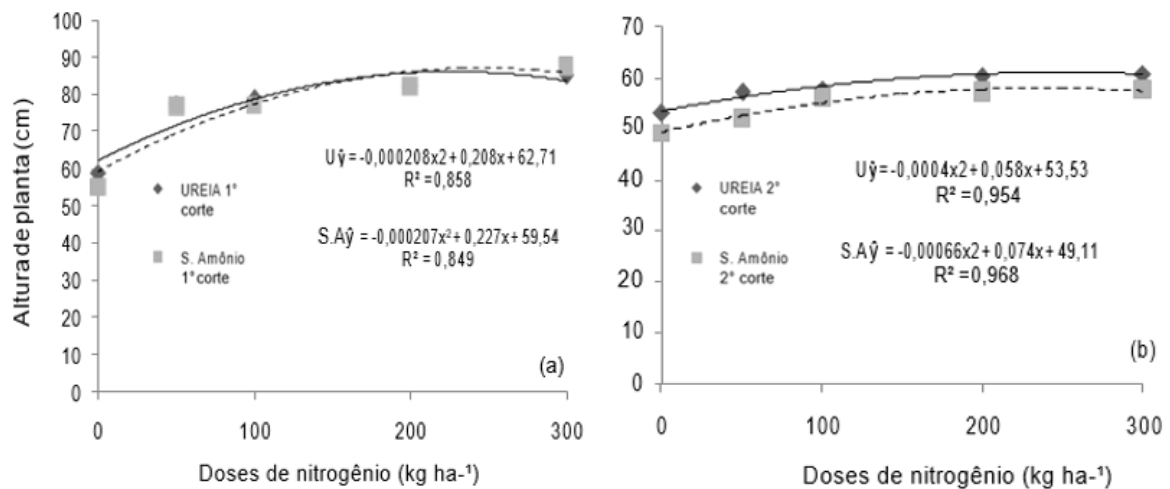 Altura de planta (cm)
100
90
80
70
60
50
40
30
20
10
0
UREIA 1°
corte
S. Amônio
1° corte
Uŷ = -0,000208x2 + 0,208x + 62,71
R² = 0,858
S.Aŷ = -0,000207x² + 0,227x + 59,54
R² = 0,849
(a)
0 100 200 300
Doses de nitrogênio (kg ha-¹)
70
60
50
40
30
20
10
0
UREIA 2°
corte
S. Amônio
2° corte
Uŷ = -0,0004x2 + 0,058x + 53,53
R² = 0,954
S.Aŷ = -0,00066x2 + 0,074x + 49,11
R² = 0,968
(b)
0 100 200 300
Doses de nitrogênio (kg ha-¹)